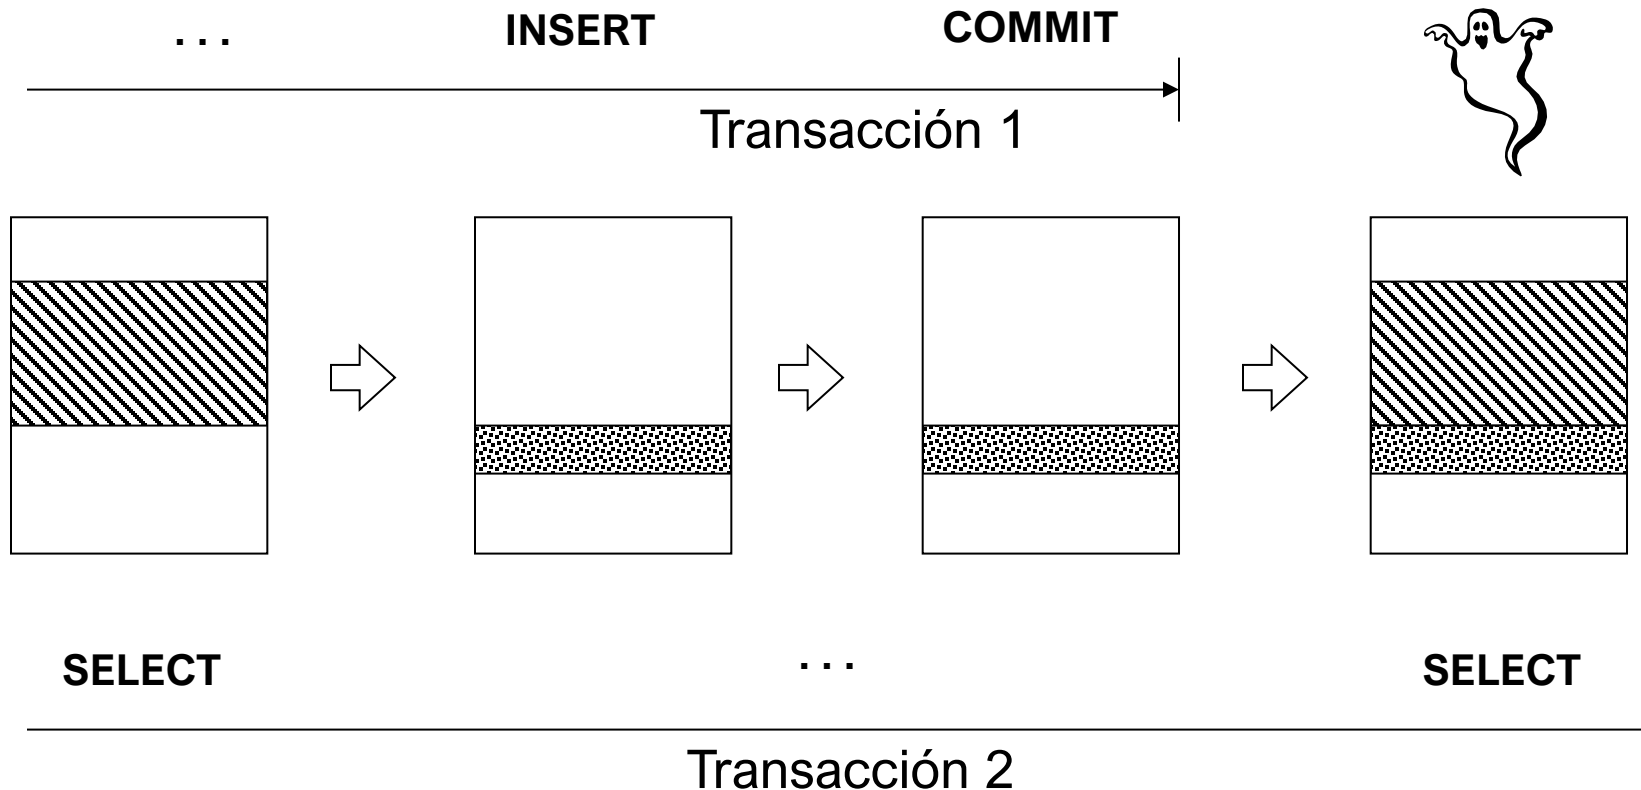 . . . INSERT COMMIT
Transacción 1
SELECT . . . SELECT
Transacción 2